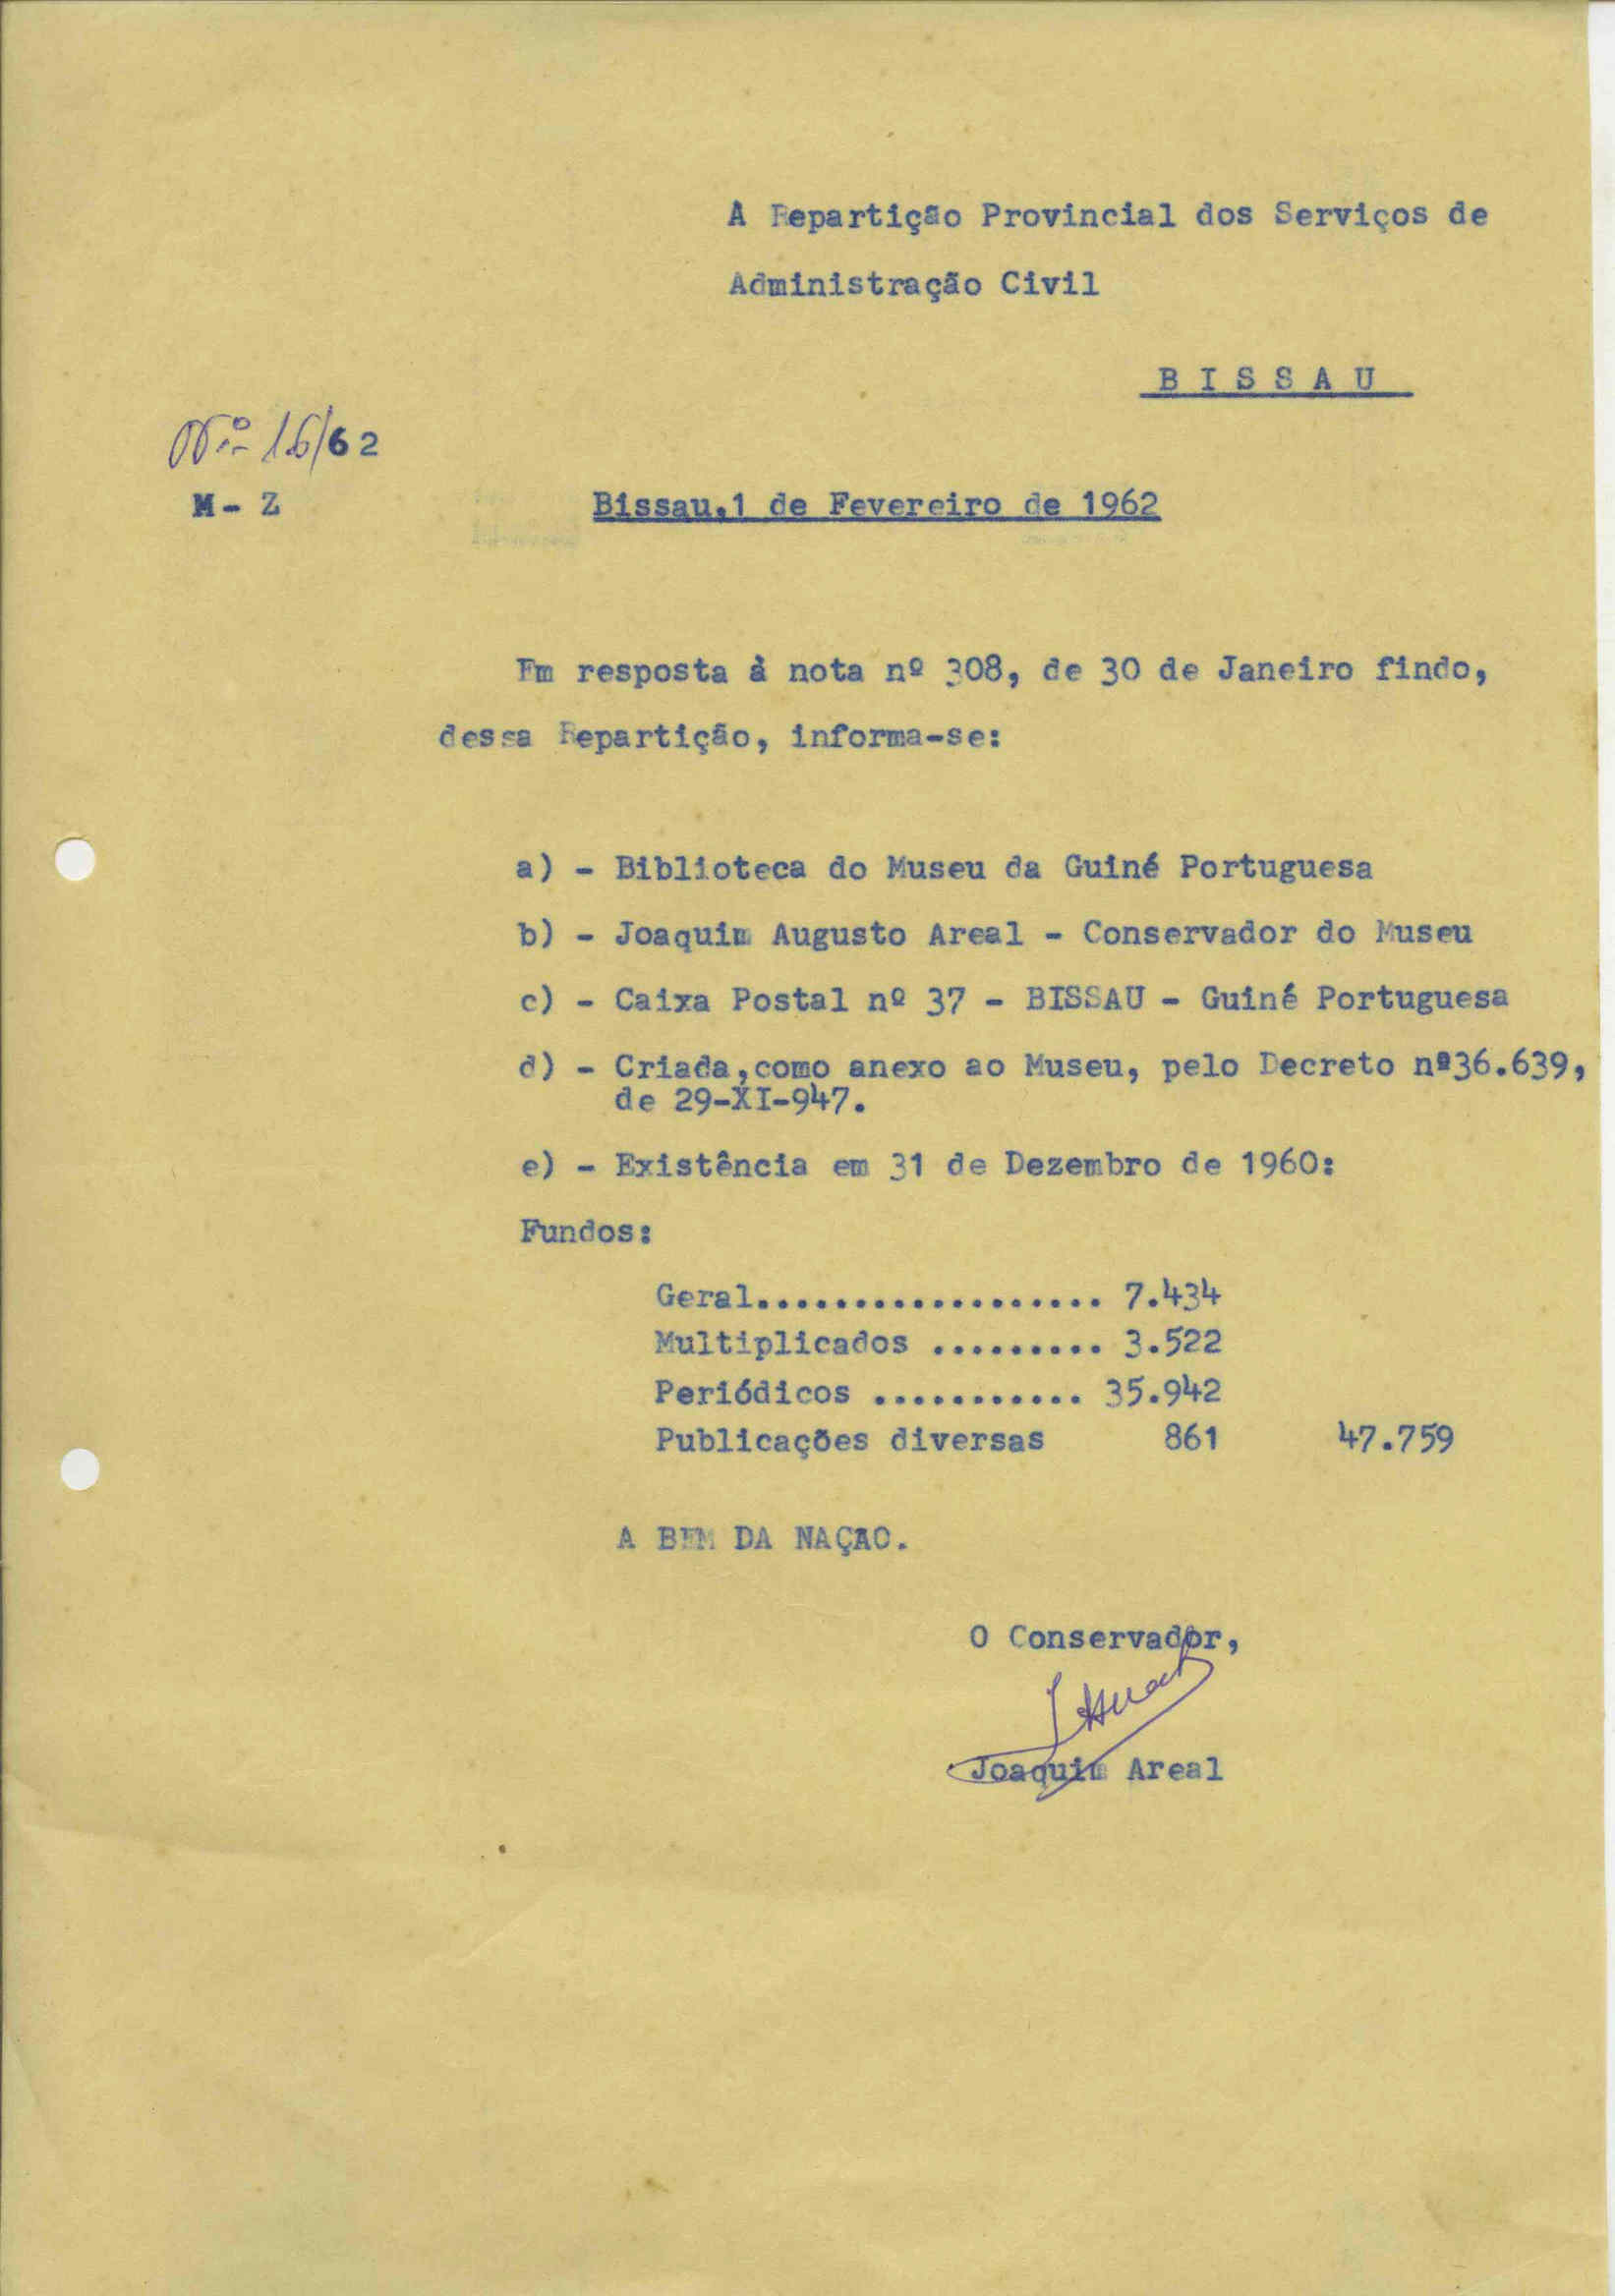 A Repartição Provincial dos Serviços de
Administração Civil
B I S S A U
Nº 16/62
M- Z
Bissau,1 de Fevereiro de 1962
Em resposta à nota nº 308, de 30 de Janeiro findo,
dessa Repartição, informa-se:
a) - Biblioteca do Museu da Guiné Portuguesa
b) - Joaquim Augusto Areal - Conservador do Museu
c) - Caixa Postal nº 37 - BISSAU - Guiné Portuguesa
d) - Criada,como anexo ao Museu, pelo Decreto nº36.639,
de 29-XI-947.
e) - Existência em 31 de Dezembro de 1960:
Fundos:
Geral.................. 7.434
Multiplicados ......... 3.522
Periódicos ........... 35.942
Publicações diversas 861 47.759
A BEM DA NAÇAO.
O Conservador,
Joaquim Areal